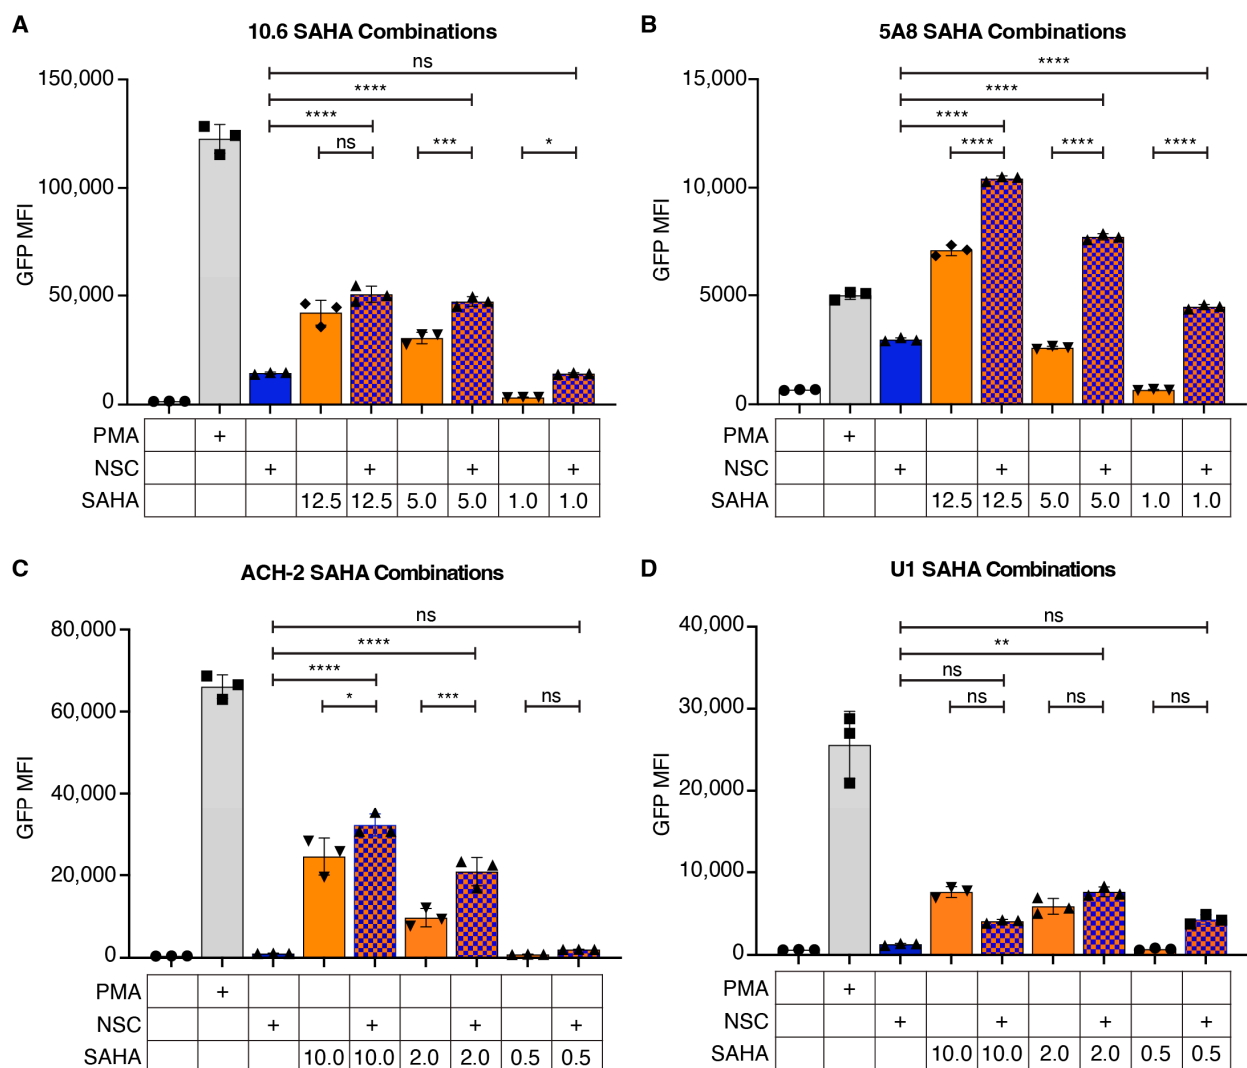 A
10.6 SAHA Combinations
ns
****
****
ns
***
*
150,000
100,000
50,000
0
GFP MFI
PMA +
NSC + + + +
SAHA 12.5 12.5 5.0 5.0 1.0 1.0
B
5A8 SAHA Combinations
****
****
****
****
****
****
15,000
10,000
5000
0
GFP MFI
PMA +
NSC + + + +
SAHA 12.5 12.5 5.0 5.0 1.0 1.0
C
ACH-2 SAHA Combinations
ns
****
****
*
***
ns
80,000
60,000
40,000
20,000
0
GFP MFI
PMA +
NSC + + + +
SAHA 10.0 10.0 2.0 2.0 0.5 0.5
D
U1 SAHA Combinations
ns
**
ns
ns
ns
ns
40,000
30,000
20,000
10,000
0
GFP MFI
PMA +
NSC + + + +
SAHA 10.0 10.0 2.0 2.0 0.5 0.5